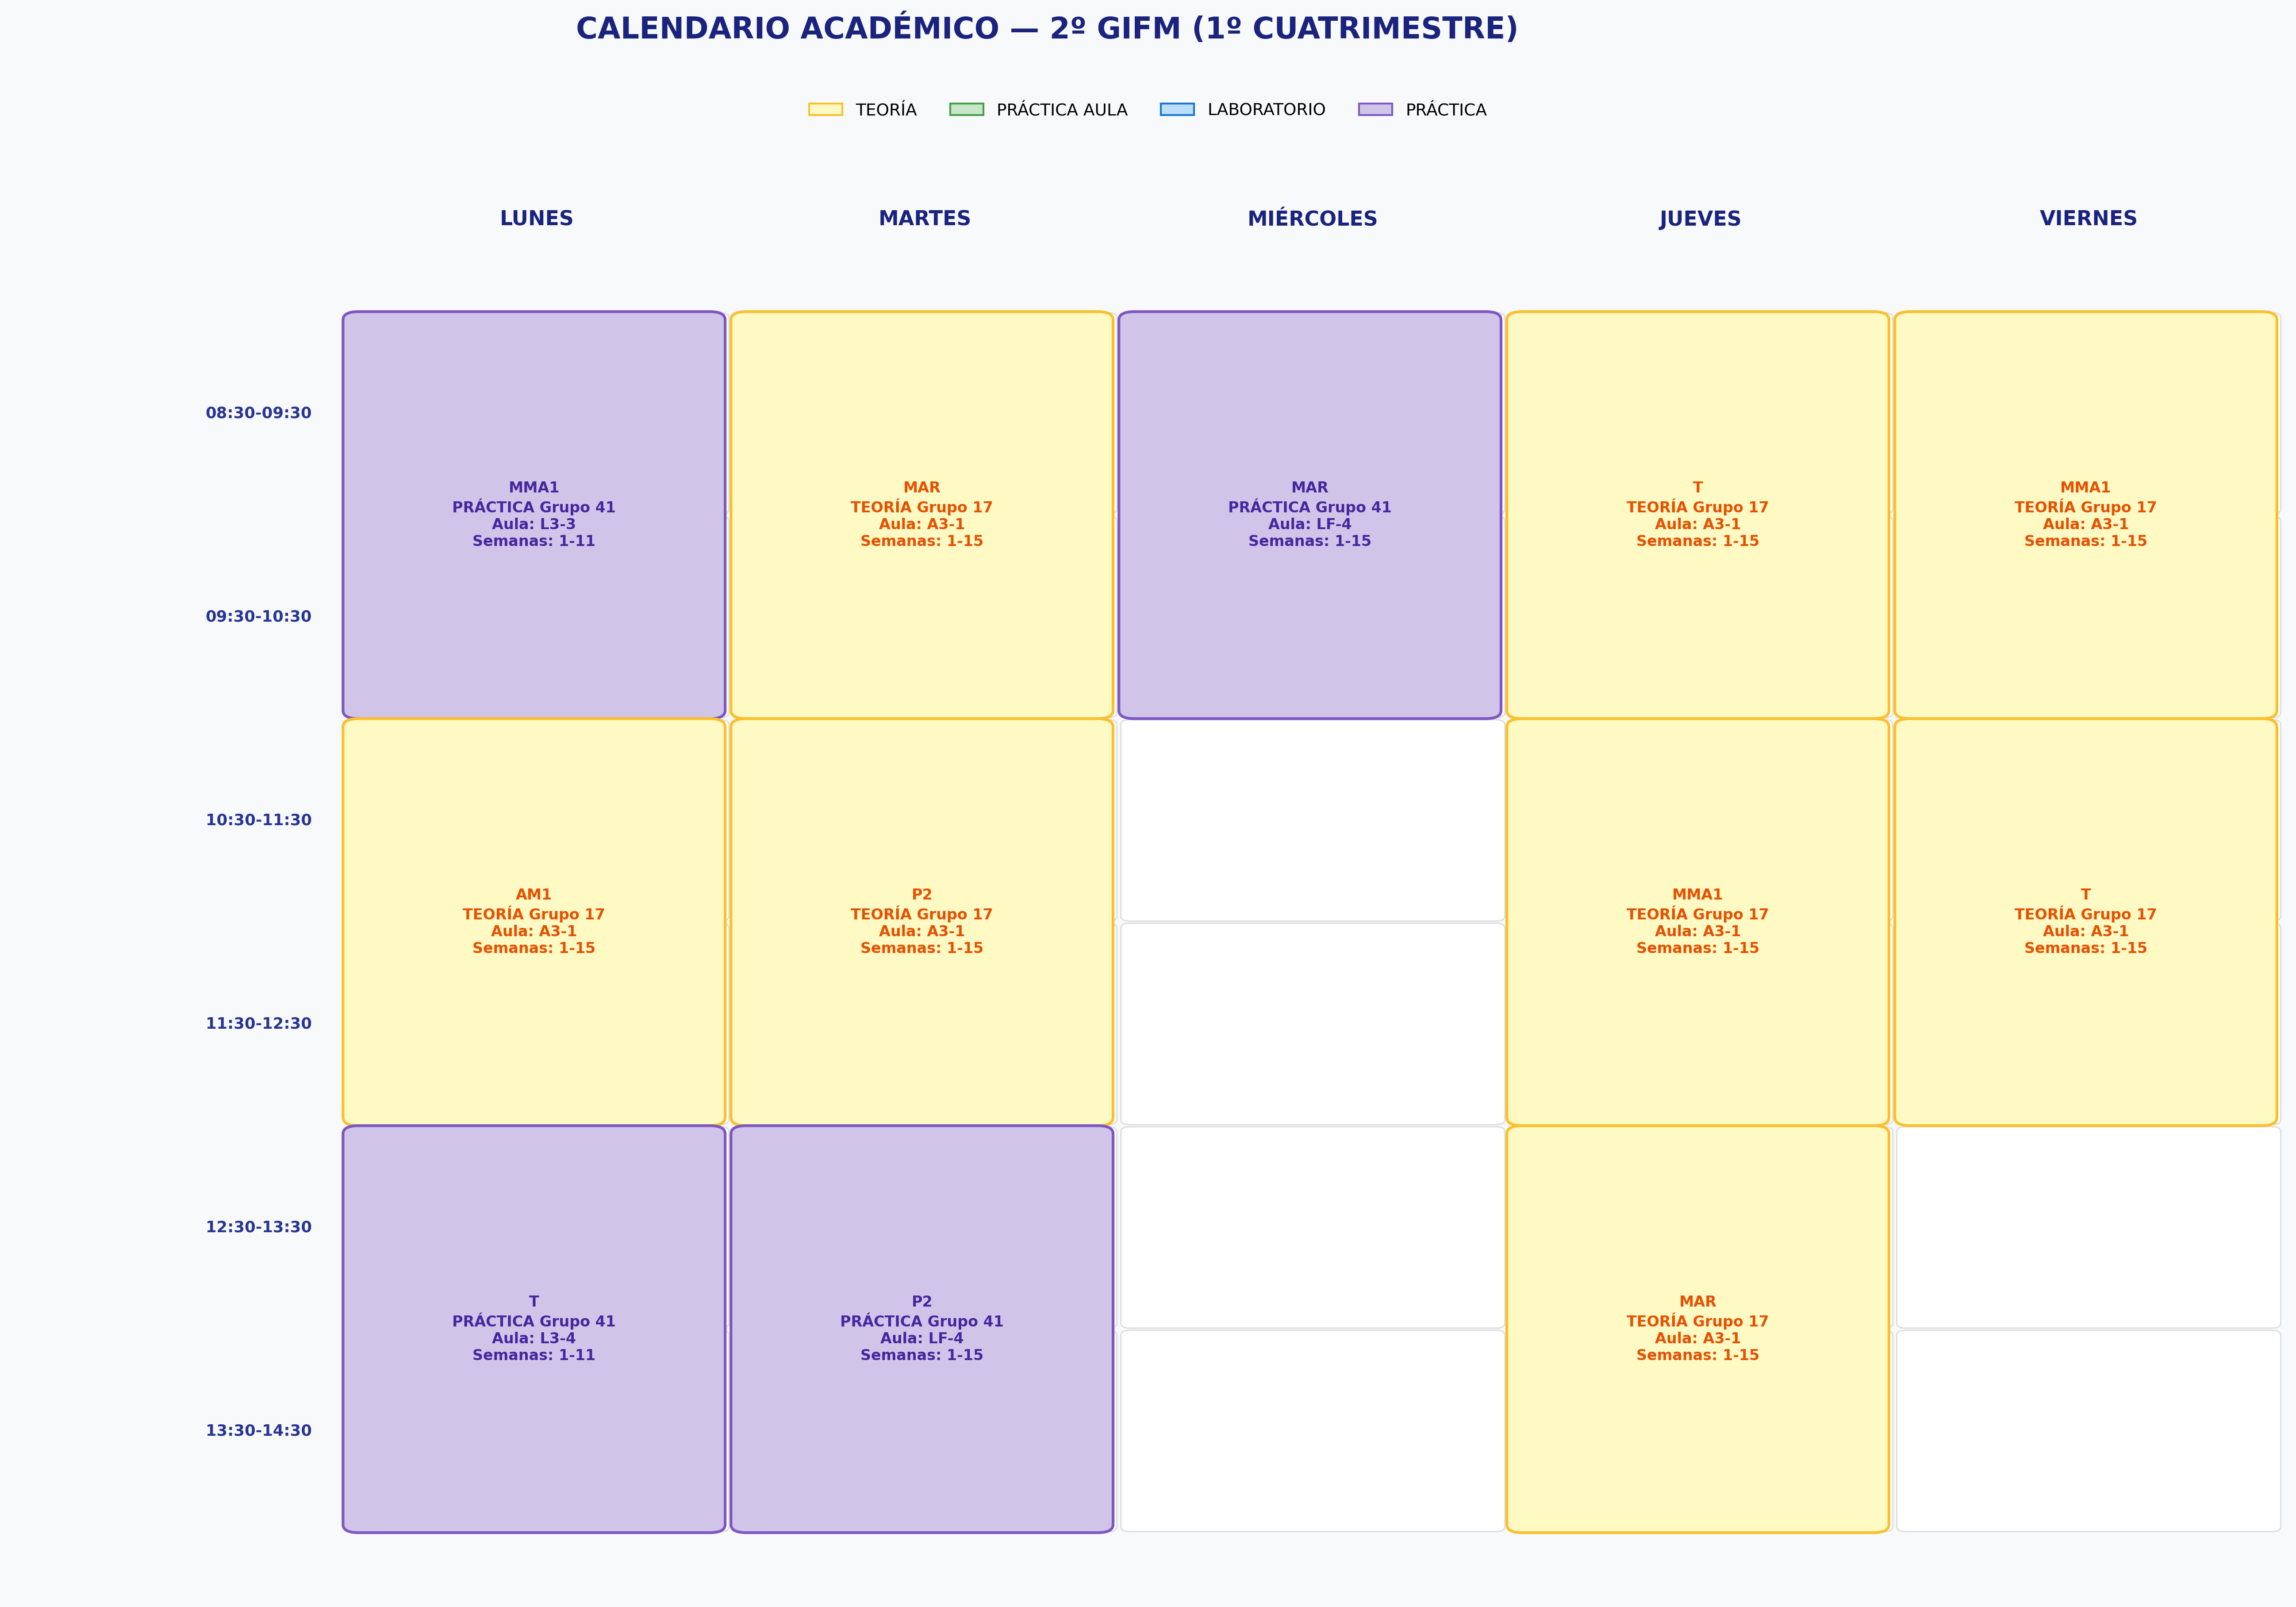 CALENDARIO ACADÉMICO — 2º GIFM (1º CUATRIMESTRE)
TEORÍA
PRÁCTICA AULA
LABORATORIO
PRÁCTICA
LUNES
MARTES
MIÉRCOLES
JUEVES
VIERNES
08:30-09:30
09:30-10:30
MMA1
PRÁCTICA Grupo 41
Aula: L3-3
Semanas: 1-11
MAR
TEORÍA Grupo 17
Aula: A3-1
Semanas: 1-15
MAR
PRÁCTICA Grupo 41
Aula: LF-4
Semanas: 1-15
T
TEORÍA Grupo 17
Aula: A3-1
Semanas: 1-15
MMA1
TEORÍA Grupo 17
Aula: A3-1
Semanas: 1-15
10:30-11:30
11:30-12:30
AM1
TEORÍA Grupo 17
Aula: A3-1
Semanas: 1-15
P2
TEORÍA Grupo 17
Aula: A3-1
Semanas: 1-15
MMA1
TEORÍA Grupo 17
Aula: A3-1
Semanas: 1-15
T
TEORÍA Grupo 17
Aula: A3-1
Semanas: 1-15
12:30-13:30
13:30-14:30
T
PRÁCTICA Grupo 41
Aula: L3-4
Semanas: 1-11
P2
PRÁCTICA Grupo 41
Aula: LF-4
Semanas: 1-15
MAR
TEORÍA Grupo 17
Aula: A3-1
Semanas: 1-15